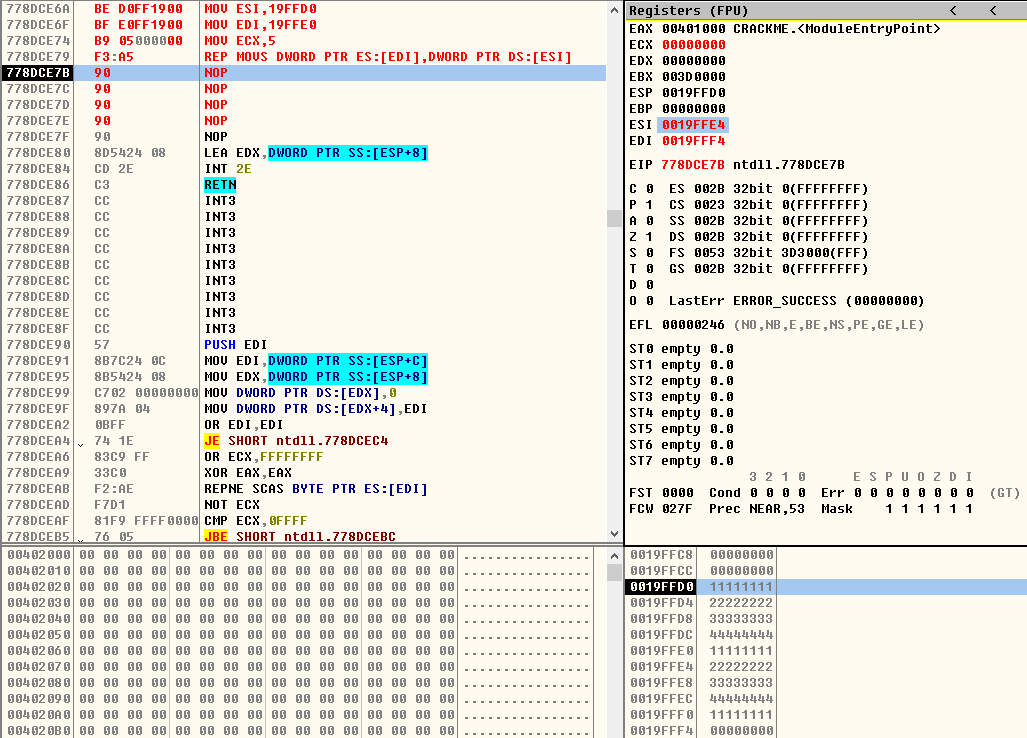 778DCE6A BE D0FF1900 MOV ESI,19FFD0
778DCE6F BF E0FF1900 MOV EDI,19FFE0
778DCE74 B9 05000000 MOV ECX,5
778DCE79 F3:A5 REP MOVS DWORD PTR ES:[EDI],DWORD PTR DS:[ESI]
778DCE7B 90 NOP
778DCE7C 90 NOP
778DCE7D 90 NOP
778DCE7E 90 NOP
778DCE7F 90 NOP
778DCE80 8D5424 08 LEA EDX,DWORD PTR SS:[ESP+8]
778DCE84 CD 2E INT 2E
778DCE86 C3 RETN
778DCE87 CC INT3
778DCE88 CC INT3
778DCE89 CC INT3
778DCE8A CC INT3
778DCE8B CC INT3
778DCE8C CC INT3
778DCE8D CC INT3
778DCE8E CC INT3
778DCE8F CC INT3
778DCE90 57 PUSH EDI
778DCE91 8B7C24 0C MOV EDI,DWORD PTR SS:[ESP+C]
778DCE95 8B5424 08 MOV EDX,DWORD PTR SS:[ESP+8]
778DCE99 C702 00000000 MOV DWORD PTR DS:[EDX],0
778DCE9F 897A 04 MOV DWORD PTR DS:[EDX+4],EDI
778DCEA2 0BFF OR EDI,EDI
778DCEA4 74 1E JE SHORT ntdll.778DCEC4
778DCEA6 83C9 FF OR ECX,FFFFFFFF
778DCEA9 33C0 XOR EAX,EAX
778DCEAB F2:AE REPNE SCAS BYTE PTR ES:[EDI]
778DCEAD F7D1 NOT ECX
778DCEAF 81F9 FFFF0000 CMP ECX,0FFFF
778DCEB5 76 05 JBE SHORT ntdll.778DCEBC
Registers (FPU) < <
EAX 00401000 CRACKME.<ModuleEntryPoint>
ECX 00000000
EDX 00000000
EBX 003D0000
ESP 0019FFD0
EBP 00000000
ESI 0019FFE4
EDI 0019FFF4
EIP 778DCE7B ntdll.778DCE7B
C 0 ES 002B 32bit 0(FFFFFFFF)
P 1 CS 0023 32bit 0(FFFFFFFF)
A 0 SS 002B 32bit 0(FFFFFFFF)
Z 1 DS 002B 32bit 0(FFFFFFFF)
S 0 FS 0053 32bit 3D3000(FFF)
T 0 GS 002B 32bit 0(FFFFFFFF)
D 0
O 0 LastErr ERROR_SUCCESS (00000000)
EFL 00000246 (NO,NB,E,BE,NS,PE,GE,LE)
ST0 empty 0.0
ST1 empty 0.0
ST2 empty 0.0
ST3 empty 0.0
ST4 empty 0.0
ST5 empty 0.0
ST6 empty 0.0
ST7 empty 0.0
3 2 1 0 E S P U O Z D I
FST 0000 Cond 0 0 0 0 Err 0 0 0 0 0 0 0 0 (GT)
FCW 027F Prec NEAR,53 Mask 1 1 1 1 1 1
00402000 00 00 00 00 00 00 00 00 00 00 00 00 00 00 00 00 ................
00402010 00 00 00 00 00 00 00 00 00 00 00 00 00 00 00 00 ................
00402020 00 00 00 00 00 00 00 00 00 00 00 00 00 00 00 00 ................
00402030 00 00 00 00 00 00 00 00 00 00 00 00 00 00 00 00 ................
00402040 00 00 00 00 00 00 00 00 00 00 00 00 00 00 00 00 ................
00402050 00 00 00 00 00 00 00 00 00 00 00 00 00 00 00 00 ................
00402060 00 00 00 00 00 00 00 00 00 00 00 00 00 00 00 00 ................
00402070 00 00 00 00 00 00 00 00 00 00 00 00 00 00 00 00 ................
00402080 00 00 00 00 00 00 00 00 00 00 00 00 00 00 00 00 ................
00402090 00 00 00 00 00 00 00 00 00 00 00 00 00 00 00 00 ................
004020A0 00 00 00 00 00 00 00 00 00 00 00 00 00 00 00 00 ................
004020B0 00 00 00 00 00 00 00 00 00 00 00 00 00 00 00 00 ................
0019FFC8 00000000
0019FFCC 00000000
0019FFD0 11111111
0019FFD4 22222222
0019FFD8 33333333
0019FFDC 44444444
0019FFE0 11111111
0019FFE4 22222222
0019FFE8 33333333
0019FFEC 44444444
0019FFF0 11111111
0019FFF4 00000000